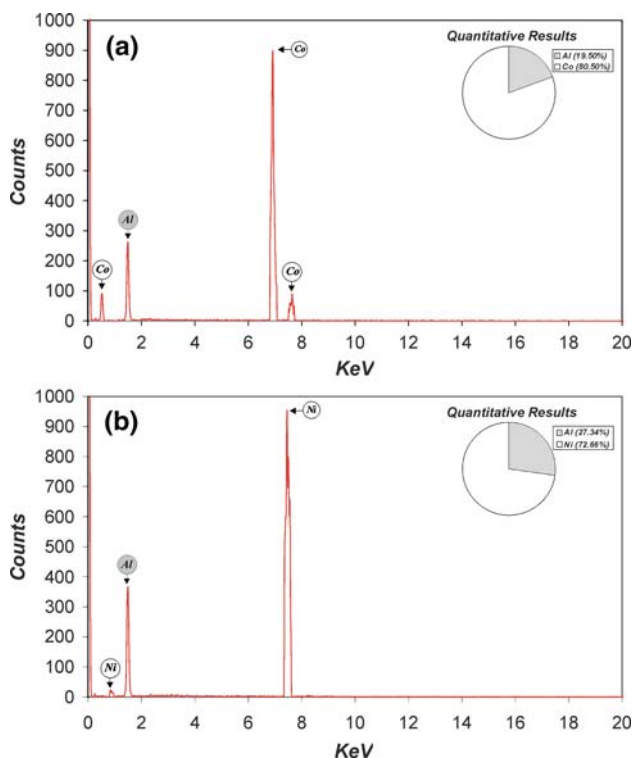 (a)
Quantitative Results
Al (19.50%)
Co (80.50%)
Counts
1000
900
800
700
600
500
400
300
200
100
0
Co
Al
Co
Co
0 2 4 6 8 10 12 14 16 18 20
KeV
(b)
Quantitative Results
Al (27.34%)
Ni (72.66%)
Counts
1000
900
800
700
600
500
400
300
200
100
0
Ni
Al
Ni
0 2 4 6 8 10 12 14 16 18 20
KeV